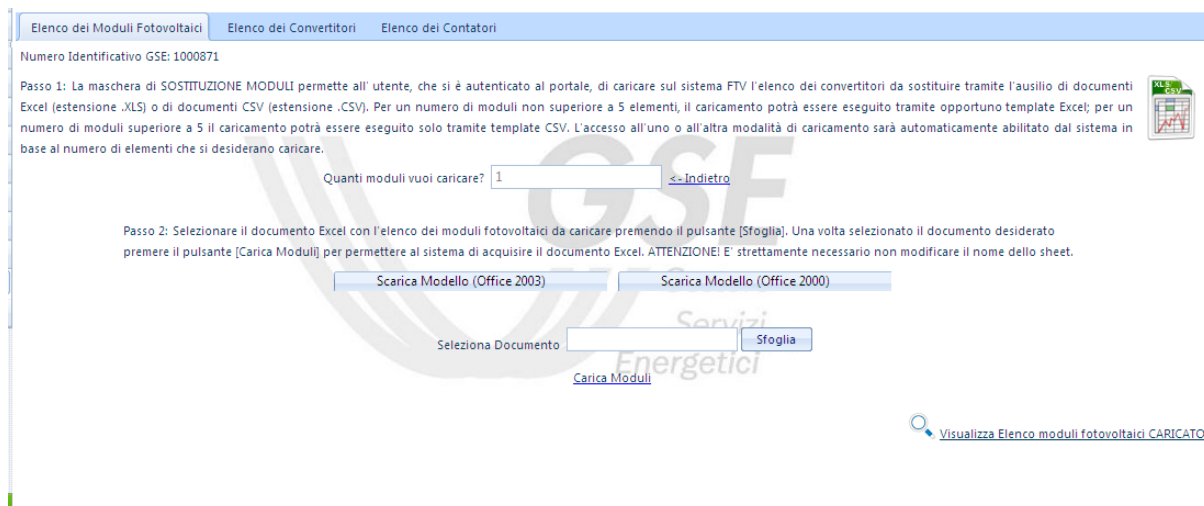 Elenco dei Moduli Fotovoltaici Elenco dei Convertitori Elenco dei Contatori
Numero Identificativo GSE: 1000871
Passo 1: La maschera di SOSTITUZIONE MODULI permette all' utente, che si è autenticato al portale, di caricare sul sistema FTV l'elenco dei convertitori da sostituire tramite l'ausilio di documenti
Excel (estensione .XLS) o di documenti CSV (estensione .CSV). Per un numero di moduli non superiore a 5 elementi, il caricamento potrà essere eseguito tramite opportuno template Excel; per un
numero di moduli superiore a 5 il caricamento potrà essere eseguito solo tramite template CSV. L'accesso all'uno o all'altra modalità di caricamento sarà automaticamente abilitato dal sistema in
base al numero di elementi che si desiderano caricare.
XLS/CSV
Quanti moduli vuoi caricare? 1 <- Indietro
GSE
Passo 2: Selezionare il documento Excel con l'elenco dei moduli fotovoltaici da caricare premendo il pulsante [Sfoglia]. Una volta selezionato il documento desiderato
premere il pulsante [Carica Moduli] per permettere al sistema di acquisire il documento Excel. ATTENZIONE! E' strettamente necessario non modificare il nome dello sheet.
Scarica Modello (Office 2003) Scarica Modello (Office 2000)
Servizi
Seleziona Documento Sfoglia
Energetici
Carica Moduli
Visualizza Elenco moduli fotovoltaici CARICATO